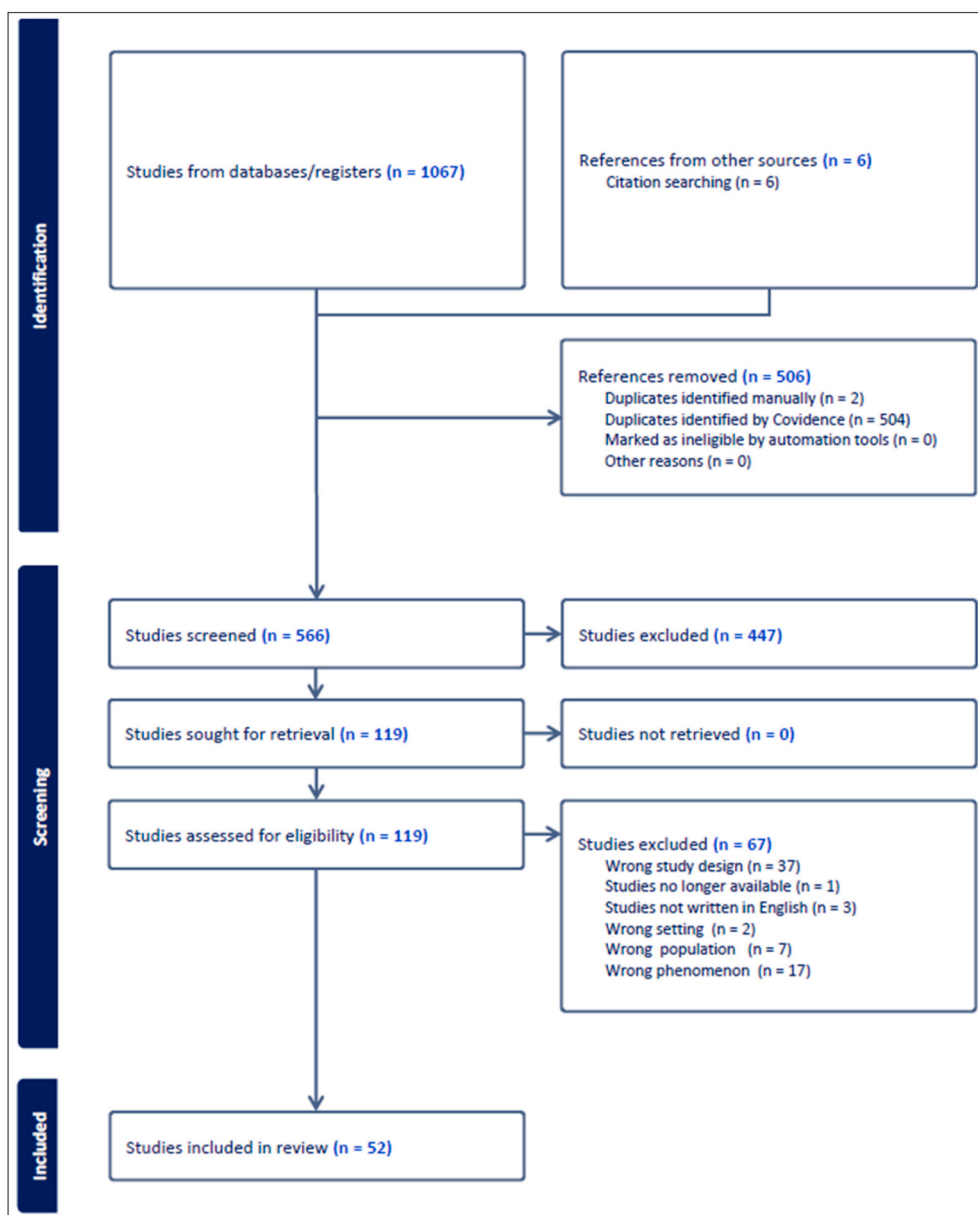 Identification
Studies from databases/registers (n = 1067)
References from other sources (n = 6)
Citation searching (n = 6)
References removed (n = 506)
Duplicates identified manually (n = 2)
Duplicates identified by Covidence (n = 504)
Marked as ineligible by automation tools (n = 0)
Other reasons (n = 0)
Screening
Studies screened (n = 566)
Studies excluded (n = 447)
Studies sought for retrieval (n = 119)
Studies not retrieved (n = 0)
Studies assessed for eligibility (n = 119)
Studies excluded (n = 67)
Wrong study design (n = 37)
Studies no longer available (n = 1)
Studies not written in English (n = 3)
Wrong setting (n = 2)
Wrong population (n = 7)
Wrong phenomenon (n = 17)
Included
Studies included in review (n = 52)